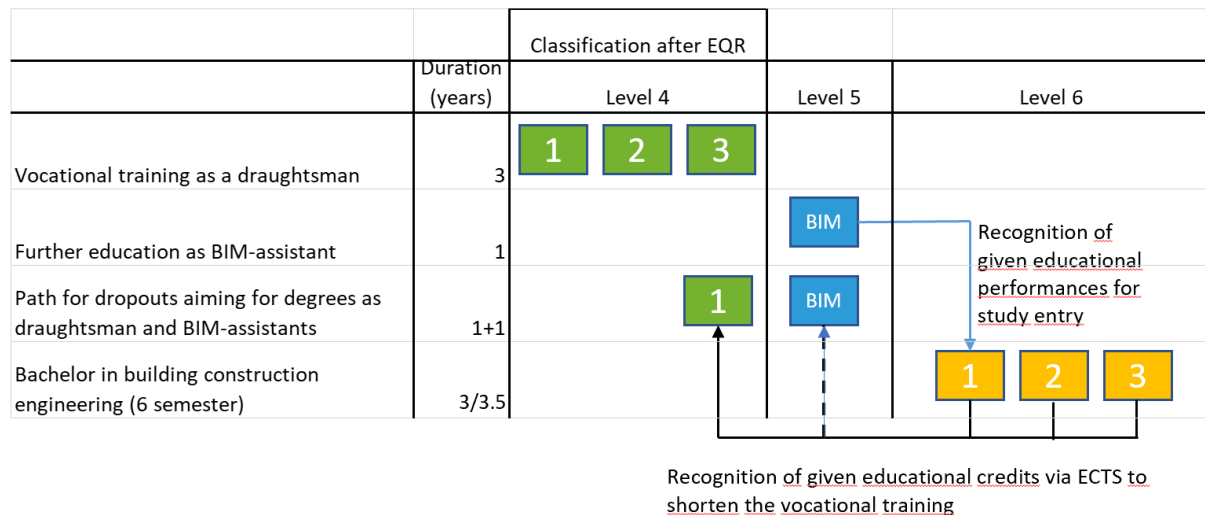 Classification after EQR
Duration
(years)
Level 4
Level 5
Level 6
Vocational training as a draughtsman
3
1
2
3
Further education as BIM-assistant
1
BIM
Recognition of
given educational
performances for
study entry
Path for dropouts aiming for degrees as
draughtsman and BIM-assistants
1+1
1
BIM
Bachelor in building construction
engineering (6 semester)
3/3.5
1
2
3
Recognition of given educational credits via ECTS to
shorten the vocational training